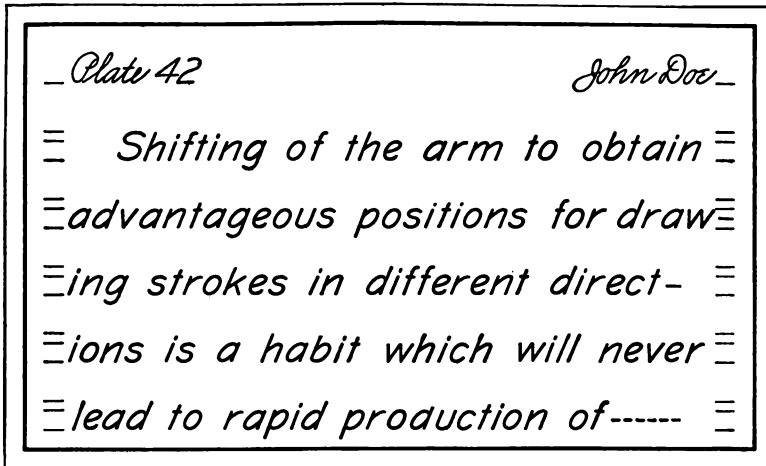 Plate 42 John Doe
Shifting of the arm to obtain
advantageous positions for draw-
ing strokes in different direct-
ions is a habit which will never
lead to rapid production of------